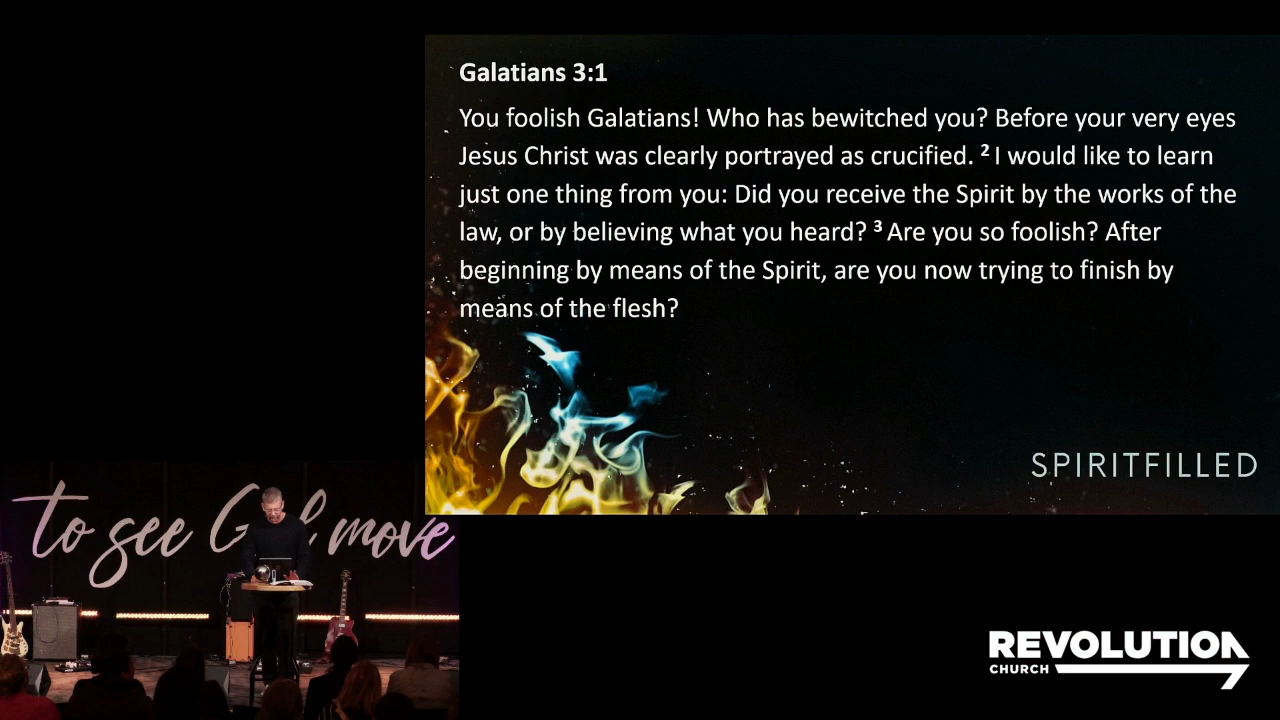 Galatians 3:1
You foolish Galatians! Who has bewitched you? Before your very eyes
Jesus Christ was clearly portrayed as crucified. ² I would like to learn
just one thing from you: Did you receive the Spirit by the works of the
law, or by believing what you heard? ³ Are you so foolish? After
beginning by means of the Spirit, are you now trying to finish by
means of the flesh?
SPIRITFILLED
to see G d move
REVOLUTION
CHURCH